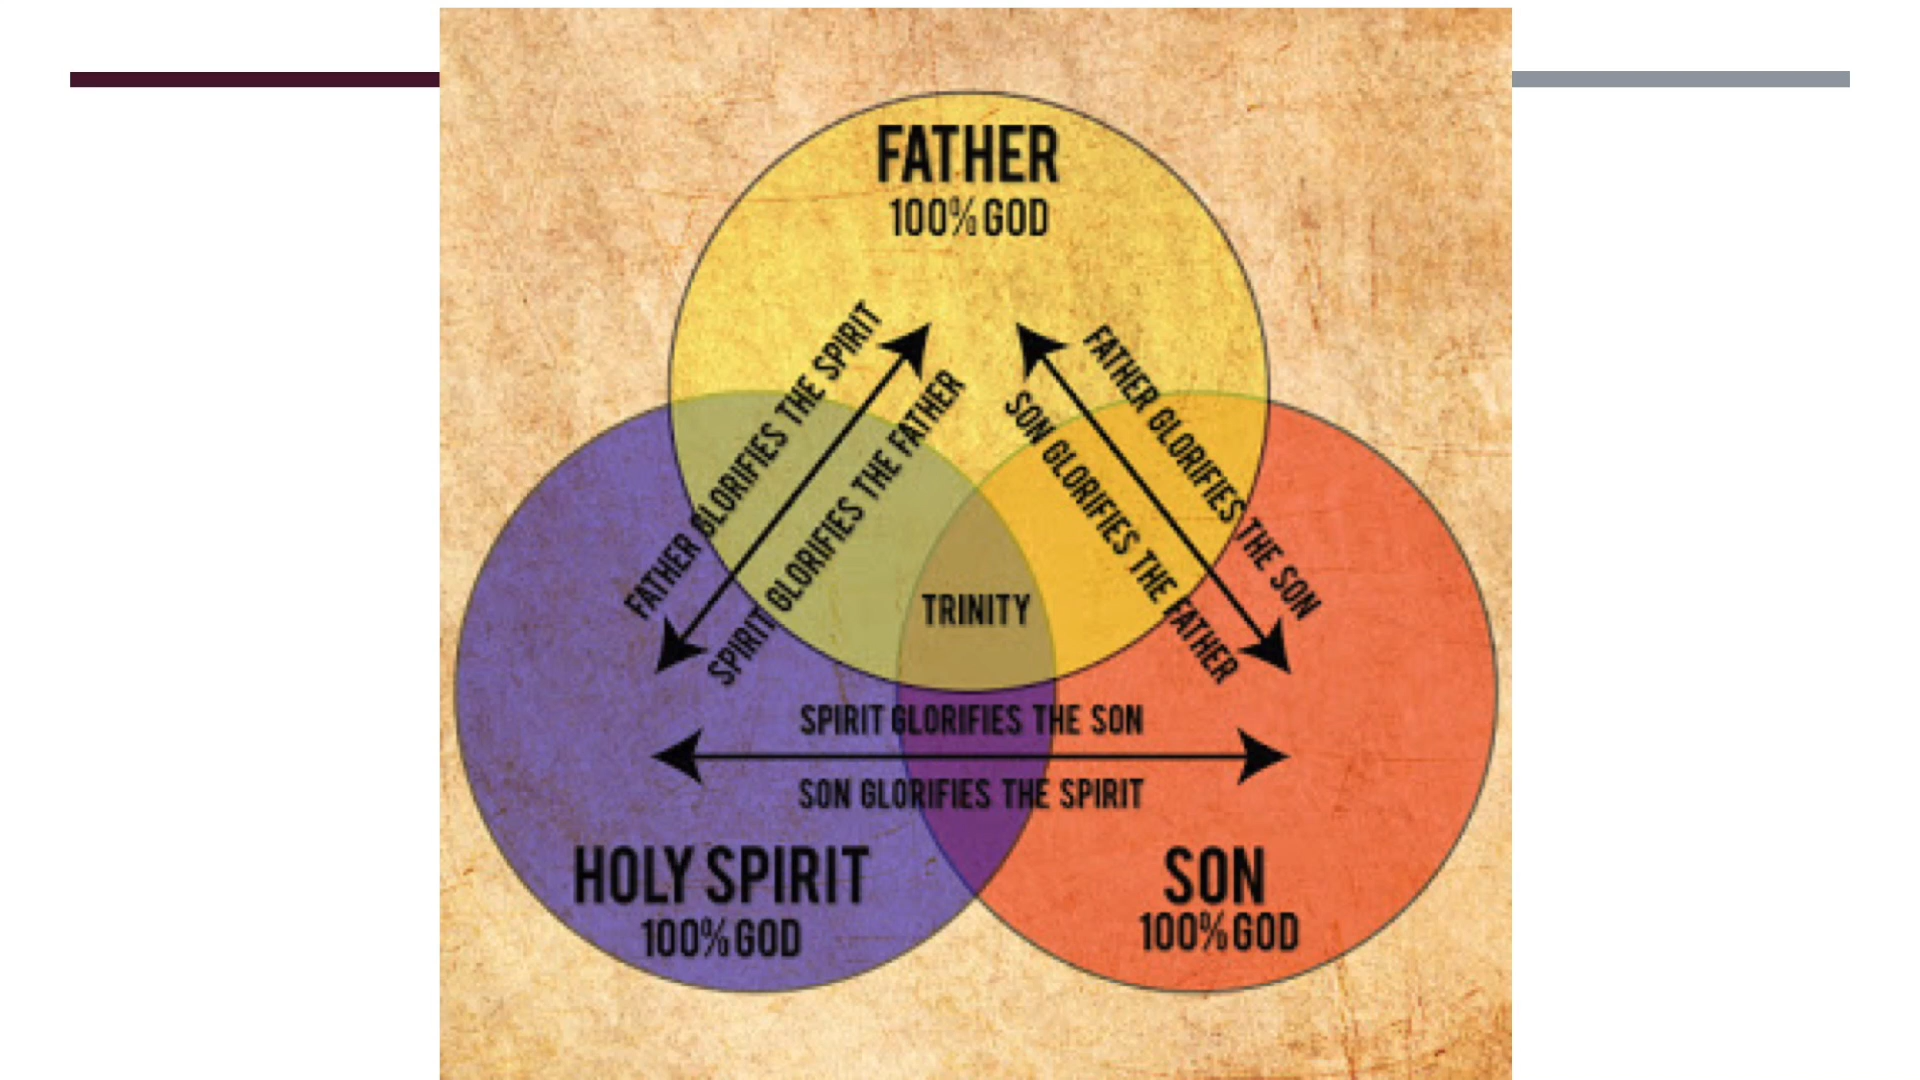 FATHER
100% GOD
FATHER GLORIFIES THE SPIRIT
SPIRIT GLORIFIES THE FATHER
FATHER GLORIFIES THE SON
SON GLORIFIES THE FATHER
TRINITY
SPIRIT GLORIFIES THE SON
SON GLORIFIES THE SPIRIT
HOLY SPIRIT
100% GOD
SON
100% GOD